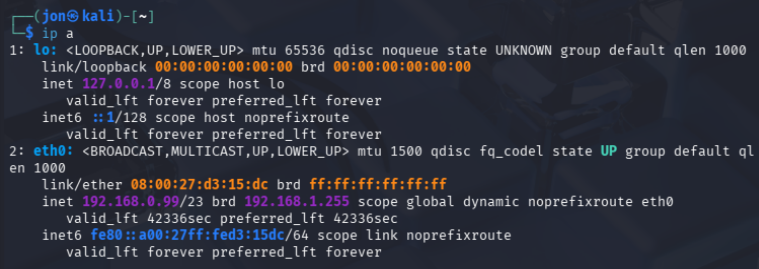 ┌──(jon㉿kali)-[~]
└─$ ip a
1: lo: <LOOPBACK,UP,LOWER_UP> mtu 65536 qdisc noqueue state UNKNOWN group default qlen 1000
    link/loopback 00:00:00:00:00:00 brd 00:00:00:00:00:00
    inet 127.0.0.1/8 scope host lo
       valid_lft forever preferred_lft forever
    inet6 ::1/128 scope host noprefixroute
       valid_lft forever preferred_lft forever
2: eth0: <BROADCAST,MULTICAST,UP,LOWER_UP> mtu 1500 qdisc fq_codel state UP group default ql
en 1000
    link/ether 08:00:27:d3:15:dc brd ff:ff:ff:ff:ff:ff
    inet 192.168.0.99/23 brd 192.168.1.255 scope global dynamic noprefixroute eth0
       valid_lft 42336sec preferred_lft 42336sec
    inet6 fe80::a00:27ff:fed3:15dc/64 scope link noprefixroute
       valid_lft forever preferred_lft forever